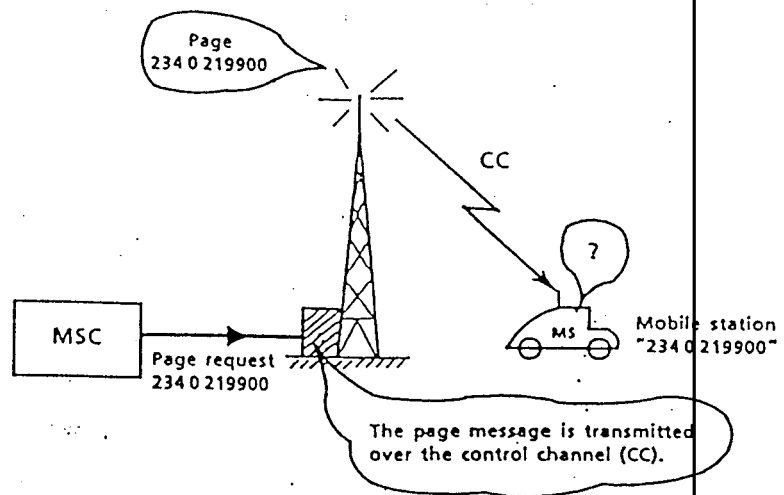 Page
234 0 219900
CC
?
MSC
Page request
234 0 219900
MS
Mobile station
"234 0 219900"
The page message is transmitted
over the control channel (CC).